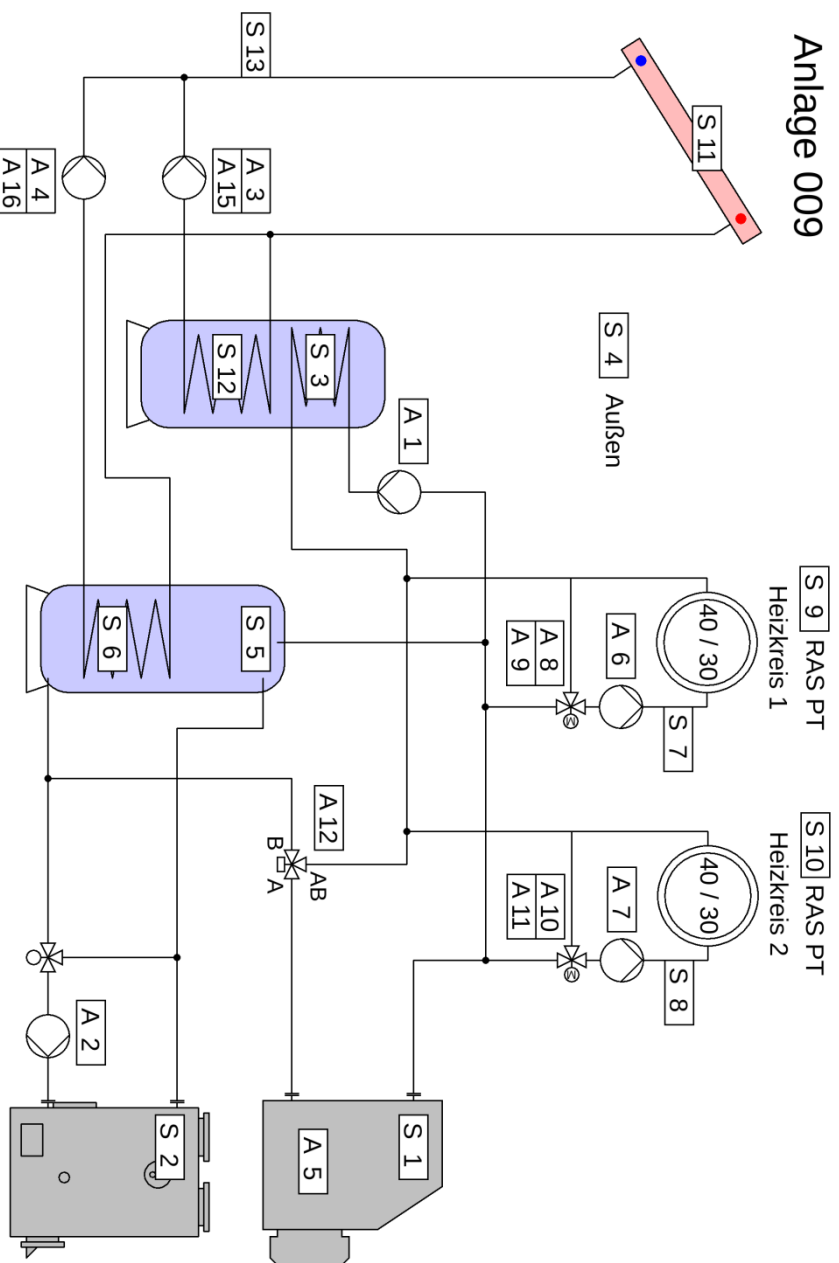 Anlage 009
S 11
S 13
S 4 Außen
S 9 RAS PT
Heizkreis 1
S 10 RAS PT
Heizkreis 2
40 / 30
40 / 30
S 7
S 8
A 6
A 7
A 8
A 9
A 10
A 11
A 1
A 3
A 15
A 4
A 16
S 3
S 12
S 5
S 6
A 12
AB
B
A
M
M
A 2
S 1
A 5
S 2